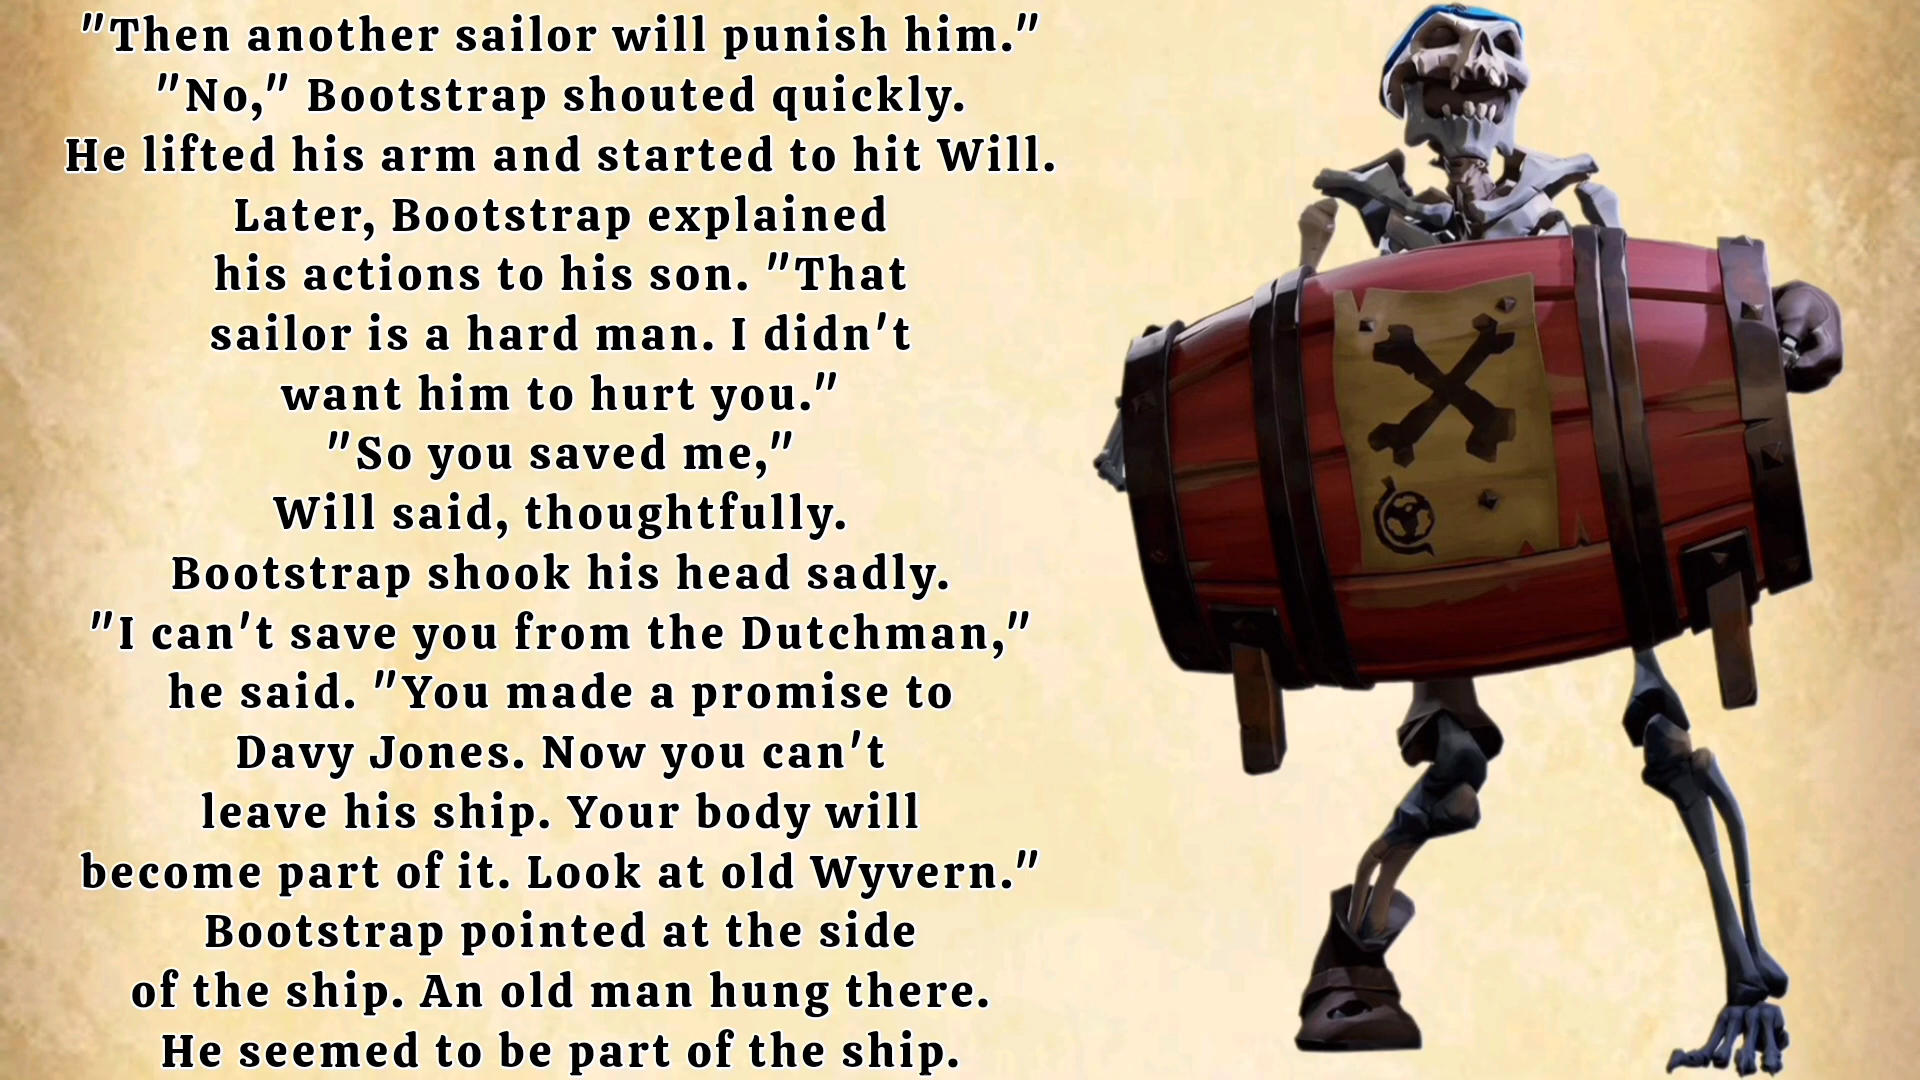 "Then another sailor will punish him."
"No," Bootstrap shouted quickly.
He lifted his arm and started to hit Will.
Later, Bootstrap explained
his actions to his son. "That
sailor is a hard man. I didn't
want him to hurt you."
"So you saved me,"
Will said, thoughtfully.
Bootstrap shook his head sadly.
"I can't save you from the Dutchman,"
he said. "You made a promise to
Davy Jones. Now you can't
leave his ship. Your body will
become part of it. Look at old Wyvern."
Bootstrap pointed at the side
of the ship. An old man hung there.
He seemed to be part of the ship.